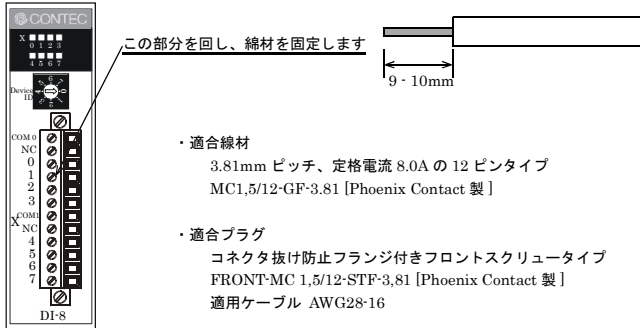 CONTEC
X
0 1 2 3
4 5 6 7
Device
ID
COM 0
NC
0
1
2
3
COM1
X
NC
4
5
6
7
DI-8
この部分を回し、綿材を固定します
9 - 10mm
・適合線材
3.81mm ピッチ、定格電流 8.0A の 12 ピンタイプ
MC1,5/12-GF-3.81 [Phoenix Contact 製 ]
・適合プラグ
コネクタ抜け防止フランジ付きフロントスクリュータイプ
FRONT-MC 1,5/12-STF-3,81 [Phoenix Contact 製 ]
適用ケーブル AWG28-16